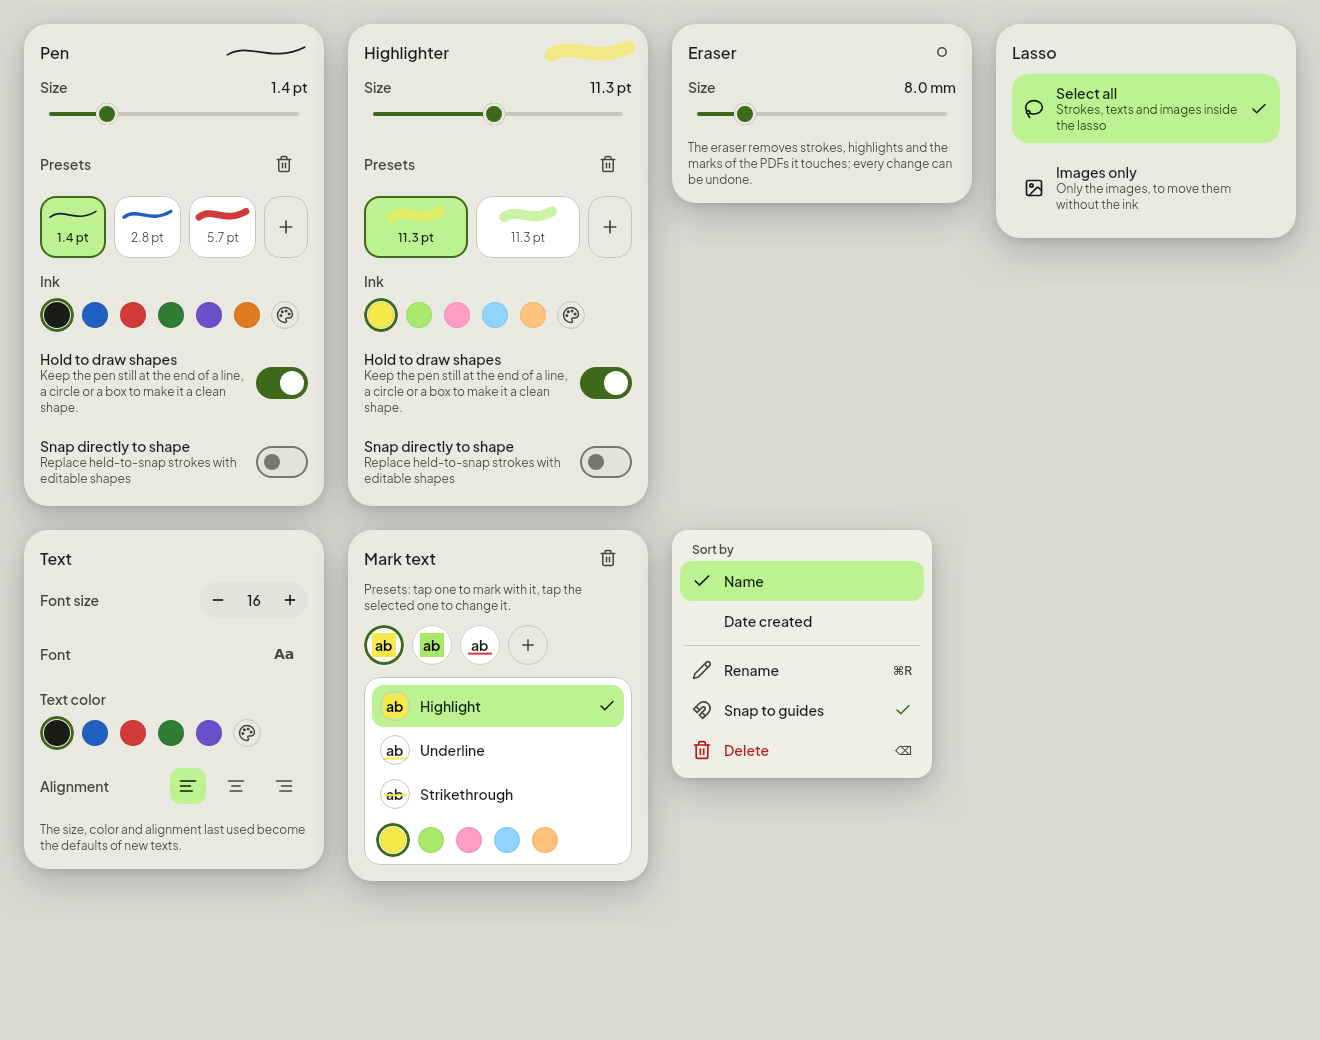 Pen
Size 1.4 pt
Presets
1.4 pt 2.8 pt 5.7 pt
Ink
Hold to draw shapes
Keep the pen still at the end of a line,
a circle or a box to make it a clean
shape.
Snap directly to shape
Replace held-to-snap strokes with
editable shapes
Highlighter
Size 11.3 pt
Presets
11.3 pt 11.3 pt
Ink
Hold to draw shapes
Keep the pen still at the end of a line,
a circle or a box to make it a clean
shape.
Snap directly to shape
Replace held-to-snap strokes with
editable shapes
Eraser
Size 8.0 mm
The eraser removes strokes, highlights and the
marks of the PDFs it touches; every change can
be undone.
Lasso
Select all
Strokes, texts and images inside
the lasso
Images only
Only the images, to move them
without the ink
Text
Font size − 16 +
Font Aa
Text color
Alignment
The size, color and alignment last used become
the defaults of new texts.
Mark text
Presets: tap one to mark with it, tap the
selected one to change it.
ab ab ab
ab Highlight
ab Underline
ab Strikethrough
Sort by
Name
Date created
Rename ⌘R
Snap to guides
Delete ⌫